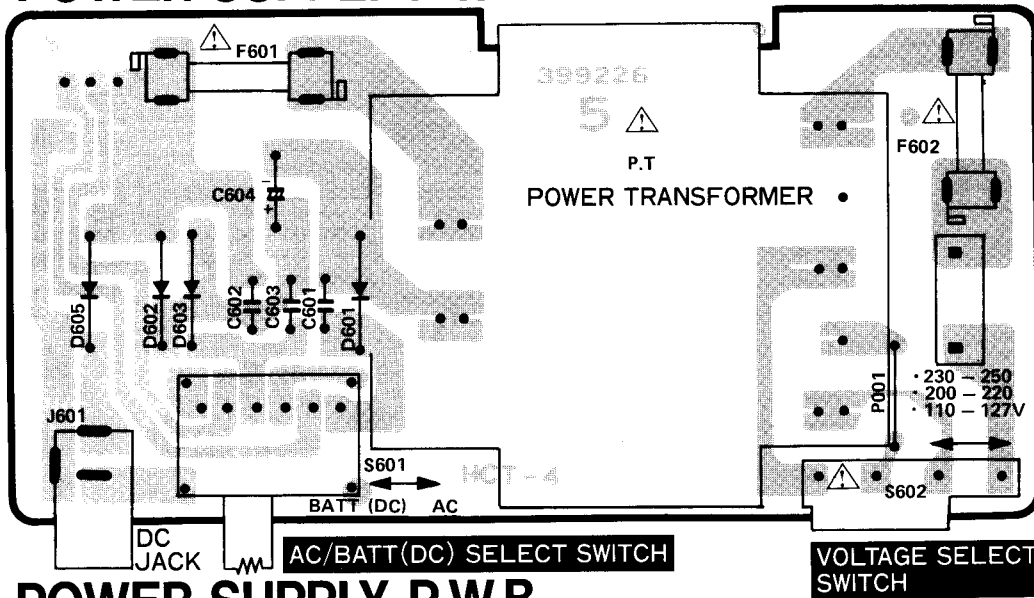 F601
399226
5
P.T
POWER TRANSFORMER
F602
C604
−
+
D605
D602
D603
C602
C603
C601
D601
P001
· 230 – 250
· 200 – 220
· 110 – 127V
J601
S601
HCT-4
S602
BATT (DC) AC
DC
JACK
AC/BATT(DC) SELECT SWITCH
VOLTAGE SELECT
SWITCH
POWER SUPPLY P.W.B